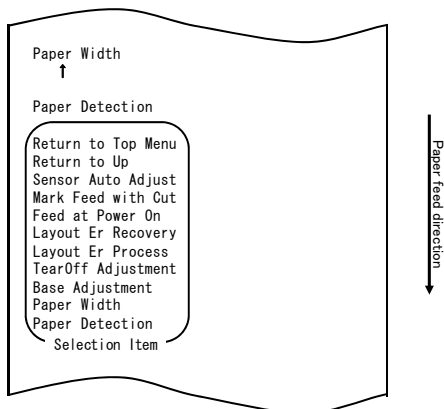 Paper Width
↑
Paper Detection
Return to Top Menu
Return to Up
Sensor Auto Adjust
Mark Feed with Cut
Feed at Power On
Layout Er Recovery
Layout Er Process
TearOff Adjustment
Base Adjustment
Paper Width
Paper Detection
Selection Item
Paper feed direction